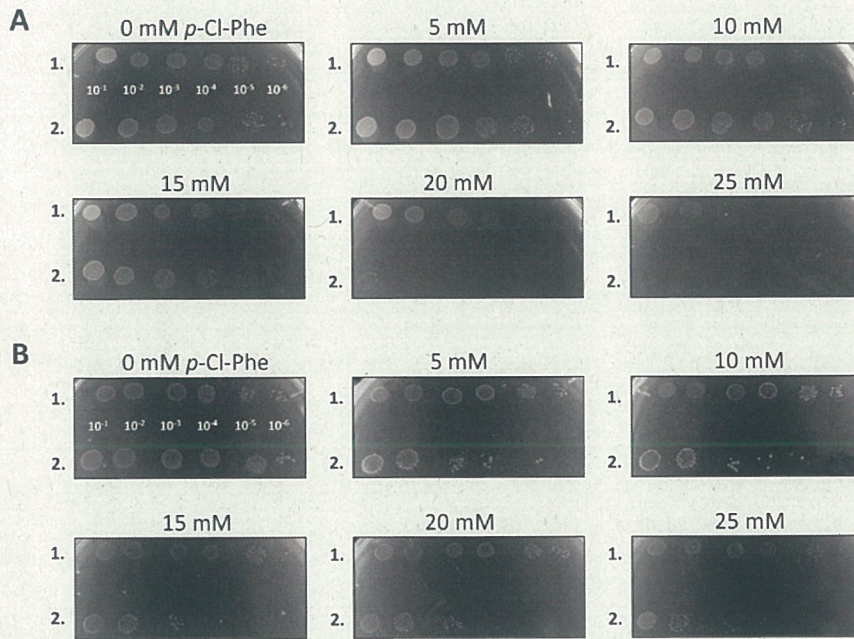 A
0 mM p-Cl-Phe 5 mM 10 mM
1. 1. 1.
10-1 10-2 10-3 10-4 10-5 10-6
2. 2. 2.
15 mM 20 mM 25 mM
1. 1. 1.
2. 2. 2.
B
0 mM p-Cl-Phe 5 mM 10 mM
1. 1. 1.
10-1 10-2 10-3 10-4 10-5 10-6
2. 2. 2.
15 mM 20 mM 25 mM
1. 1. 1.
2. 2. 2.